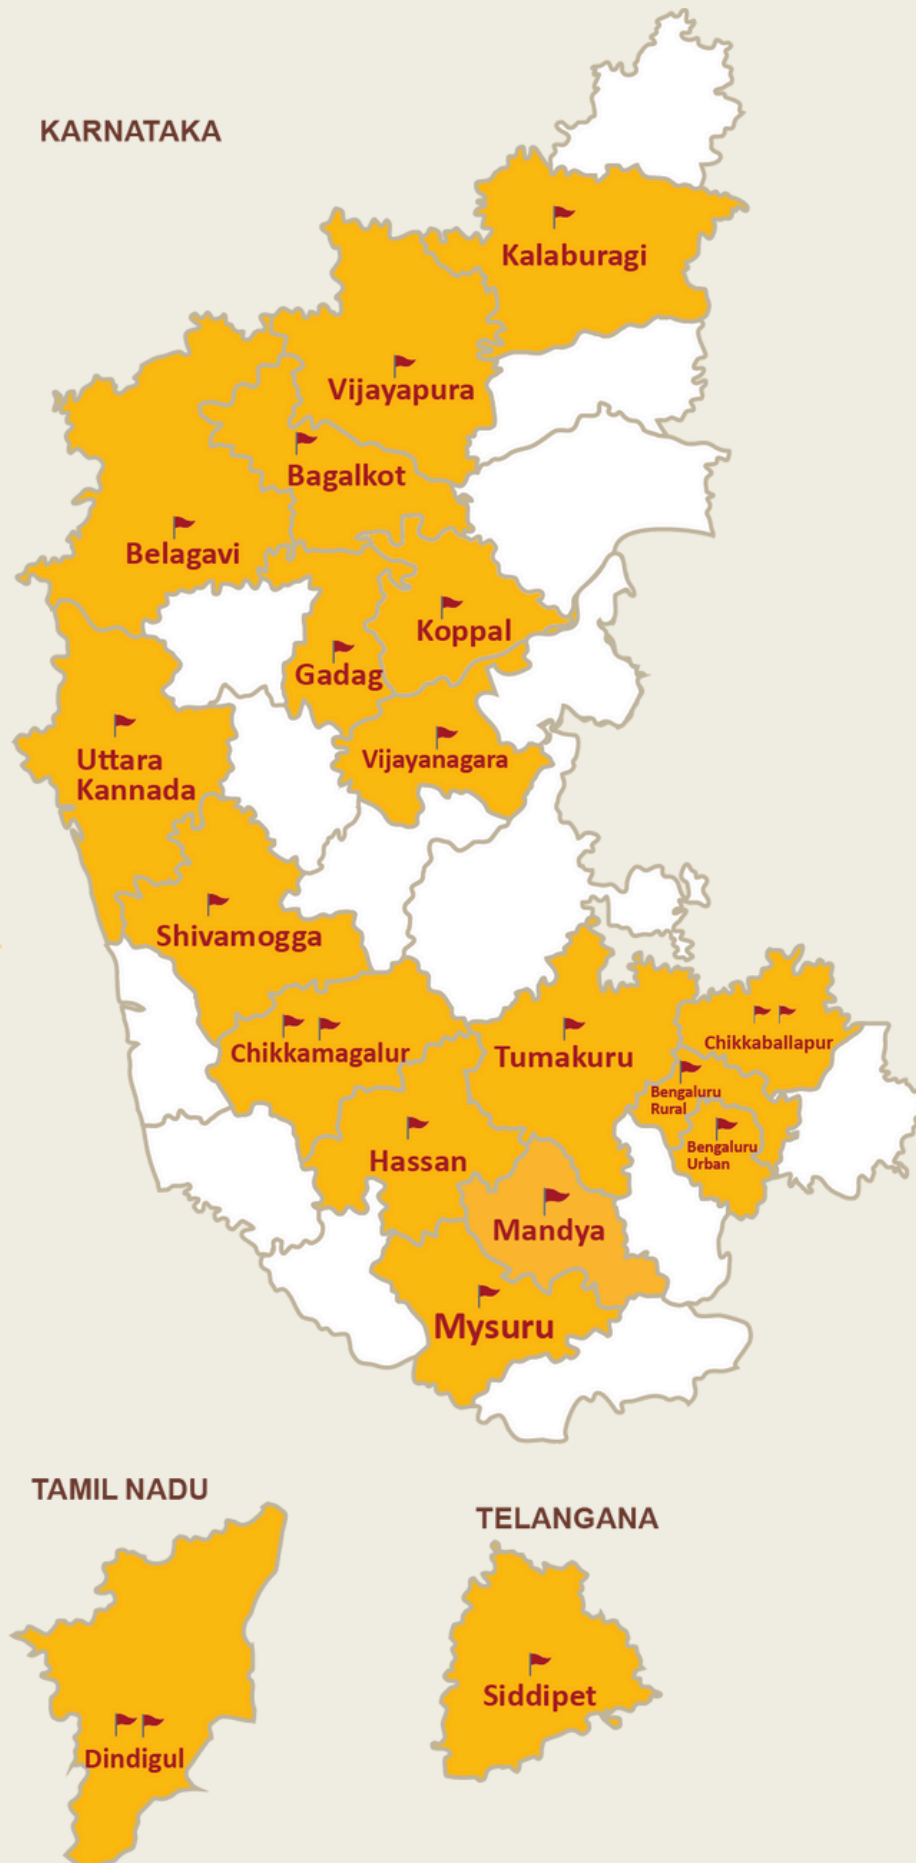 KARNATAKA
Kalaburagi
Vijayapura
Bagalkot
Belagavi
Koppal
Gadag
Uttara
Kannada
Vijayanagara
Shivamogga
Chikkamagalur
Tumakuru
Chikkaballapur
Bengaluru
Rural
Bengaluru
Urban
Hassan
Mandya
Mysuru
TAMIL NADU
TELANGANA
Siddipet
Dindigul